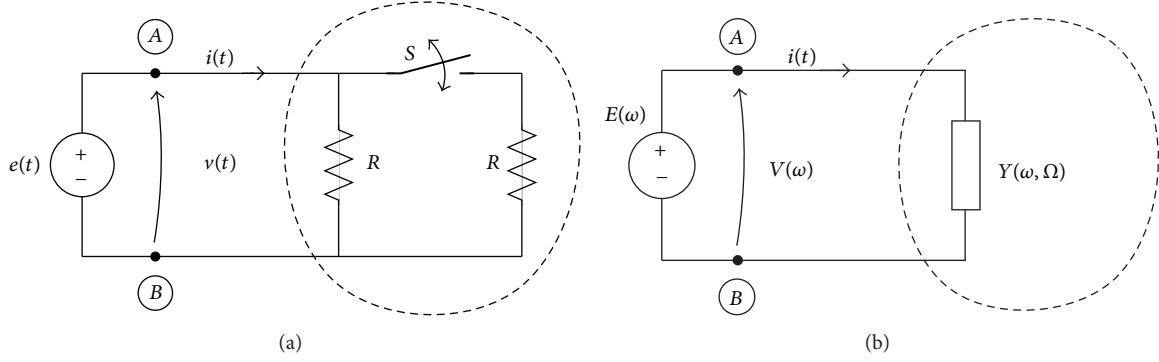 A
i(t)
S
e(t)
+
−
v(t)
R
R
B
(a)
A
i(t)
E(ω)
+
−
V(ω)
Y(ω, Ω)
B
(b)